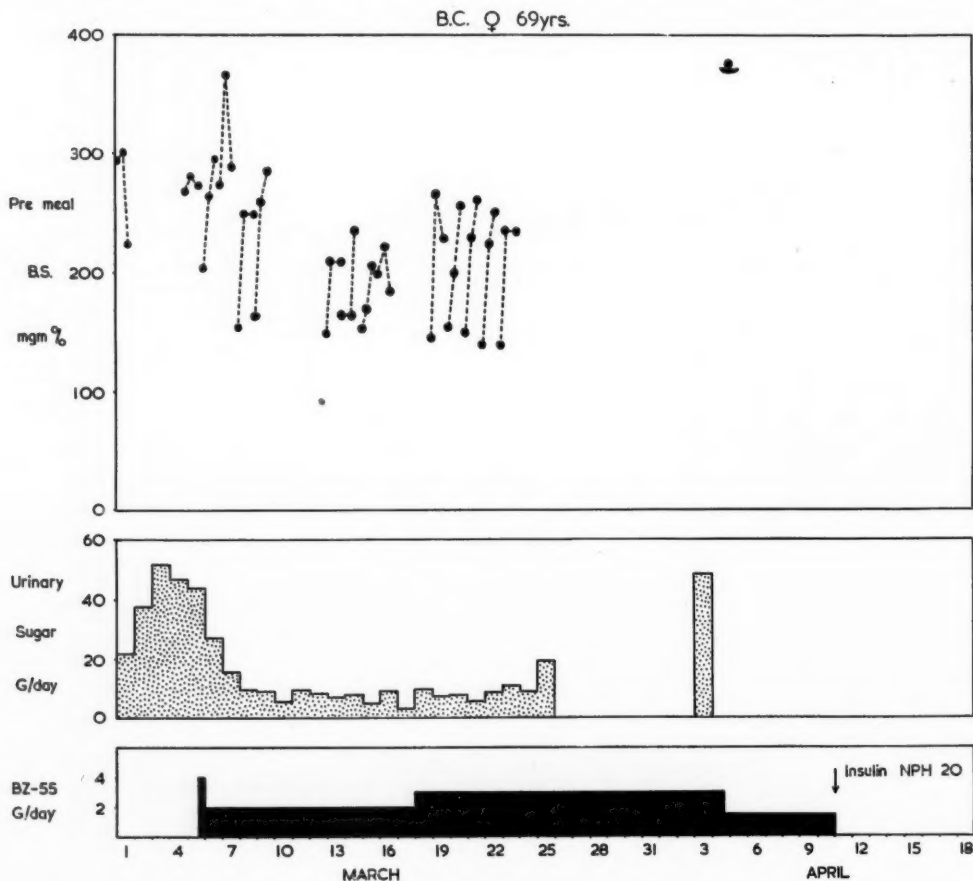 B.C. ♀ 69yrs.
400
300
Pre meal
B.S.
200
mgm %
100
0
60
Urinary
40
Sugar
20
G/day
0
BZ-55
4
G/day
2
Insulin NPH 20
1 4 7 10 13 16 19 22 25 28 31 3 6 9 12 15 18
MARCH APRIL